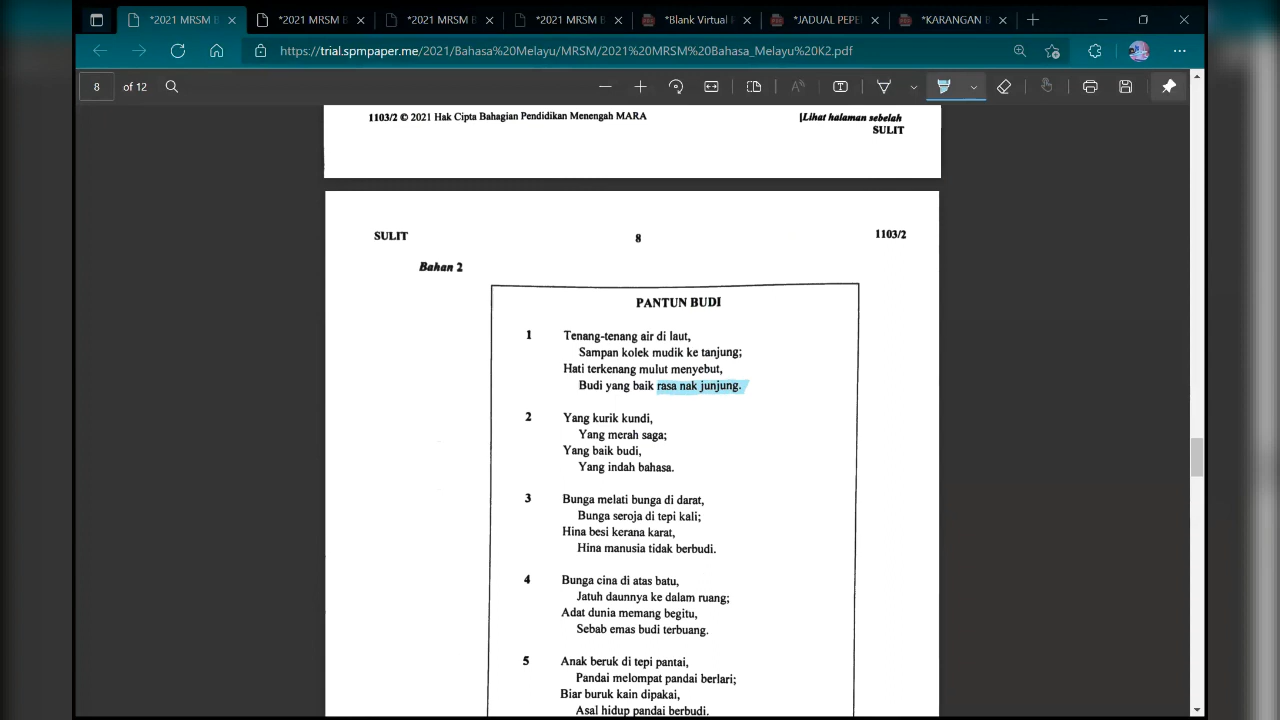 *2021 MRSM B
*2021 MRSM B
*2021 MRSM B
*2021 MRSM B
*Blank Virtual F
*JADUAL PEPE
*KARANGAN B
https://trial.spmpaper.me/2021/Bahasa%20Melayu/MRSM/2021%20MRSM%20Bahasa_Melayu%20K2.pdf
8 of 12
1103/2 © 2021 Hak Cipta Bahagian Pendidikan Menengah MARA
[Lihat halaman sebelah
SULIT
SULIT
8
1103/2
Bahan 2
PANTUN BUDI
1 Tenang-tenang air di laut,
Sampan kolek mudik ke tanjung;
Hati terkenang mulut menyebut,
Budi yang baik rasa nak junjung.
2 Yang kurik kundi,
Yang merah saga;
Yang baik budi,
Yang indah bahasa.
3 Bunga melati bunga di darat,
Bunga seroja di tepi kali;
Hina besi kerana karat,
Hina manusia tidak berbudi.
4 Bunga cina di atas batu,
Jatuh daunnya ke dalam ruang;
Adat dunia memang begitu,
Sebab emas budi terbuang.
5 Anak beruk di tepi pantai,
Pandai melompat pandai berlari;
Biar buruk kain dipakai,
Asal hidup pandai berbudi.